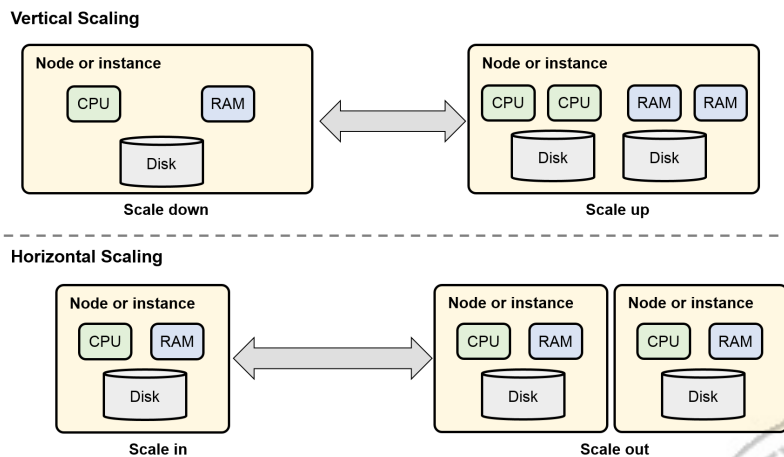 Vertical Scaling
Node or instance
CPU
RAM
Disk
Scale down
Node or instance
CPU CPU RAM RAM
Disk Disk
Scale up
Horizontal Scaling
Node or instance
CPU RAM
Disk
Scale in
Node or instance
CPU RAM
Disk
Node or instance
CPU RAM
Disk
Scale out